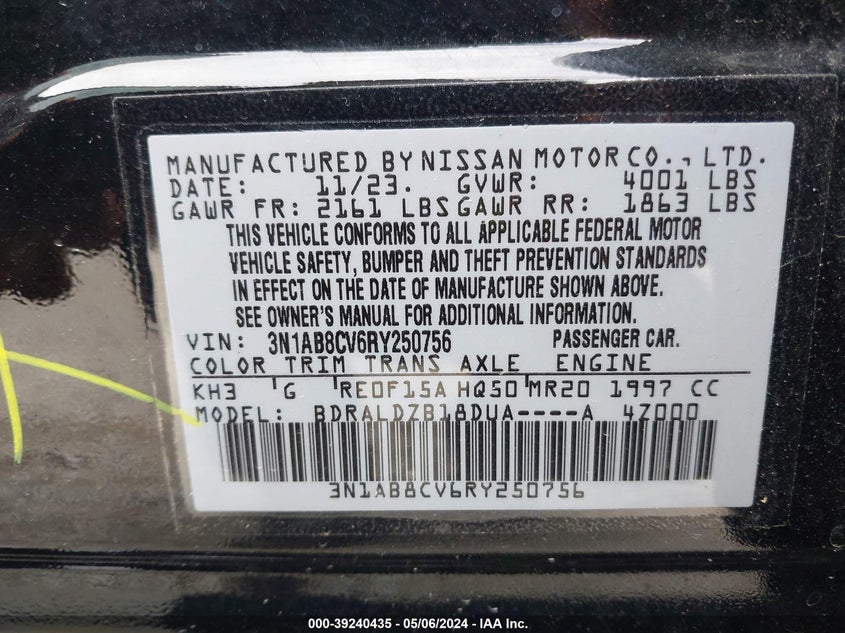 MANUFACTURED BY NISSAN MOTOR CO., LTD.
DATE: 11/23. GVWR: 4001 LBS
GAWR FR: 2161 LBS GAWR RR: 1863 LBS
THIS VEHICLE CONFORMS TO ALL APPLICABLE FEDERAL MOTOR
VEHICLE SAFETY, BUMPER AND THEFT PREVENTION STANDARDS
IN EFFECT ON THE DATE OF MANUFACTURE SHOWN ABOVE.
SEE OWNER'S MANUAL FOR ADDITIONAL INFORMATION.
VIN: 3N1AB8CV6RY250756 PASSENGER CAR.
COLOR TRIM TRANS AXLE ENGINE
KH3 'G 'RE0F15A HQ50 MR20 1997 CC
MODEL: BDRALDZB18DUA----A 4Z000
3N1AB8CV6RY250756
000-39240435 - 05/06/2024 - IAA Inc.